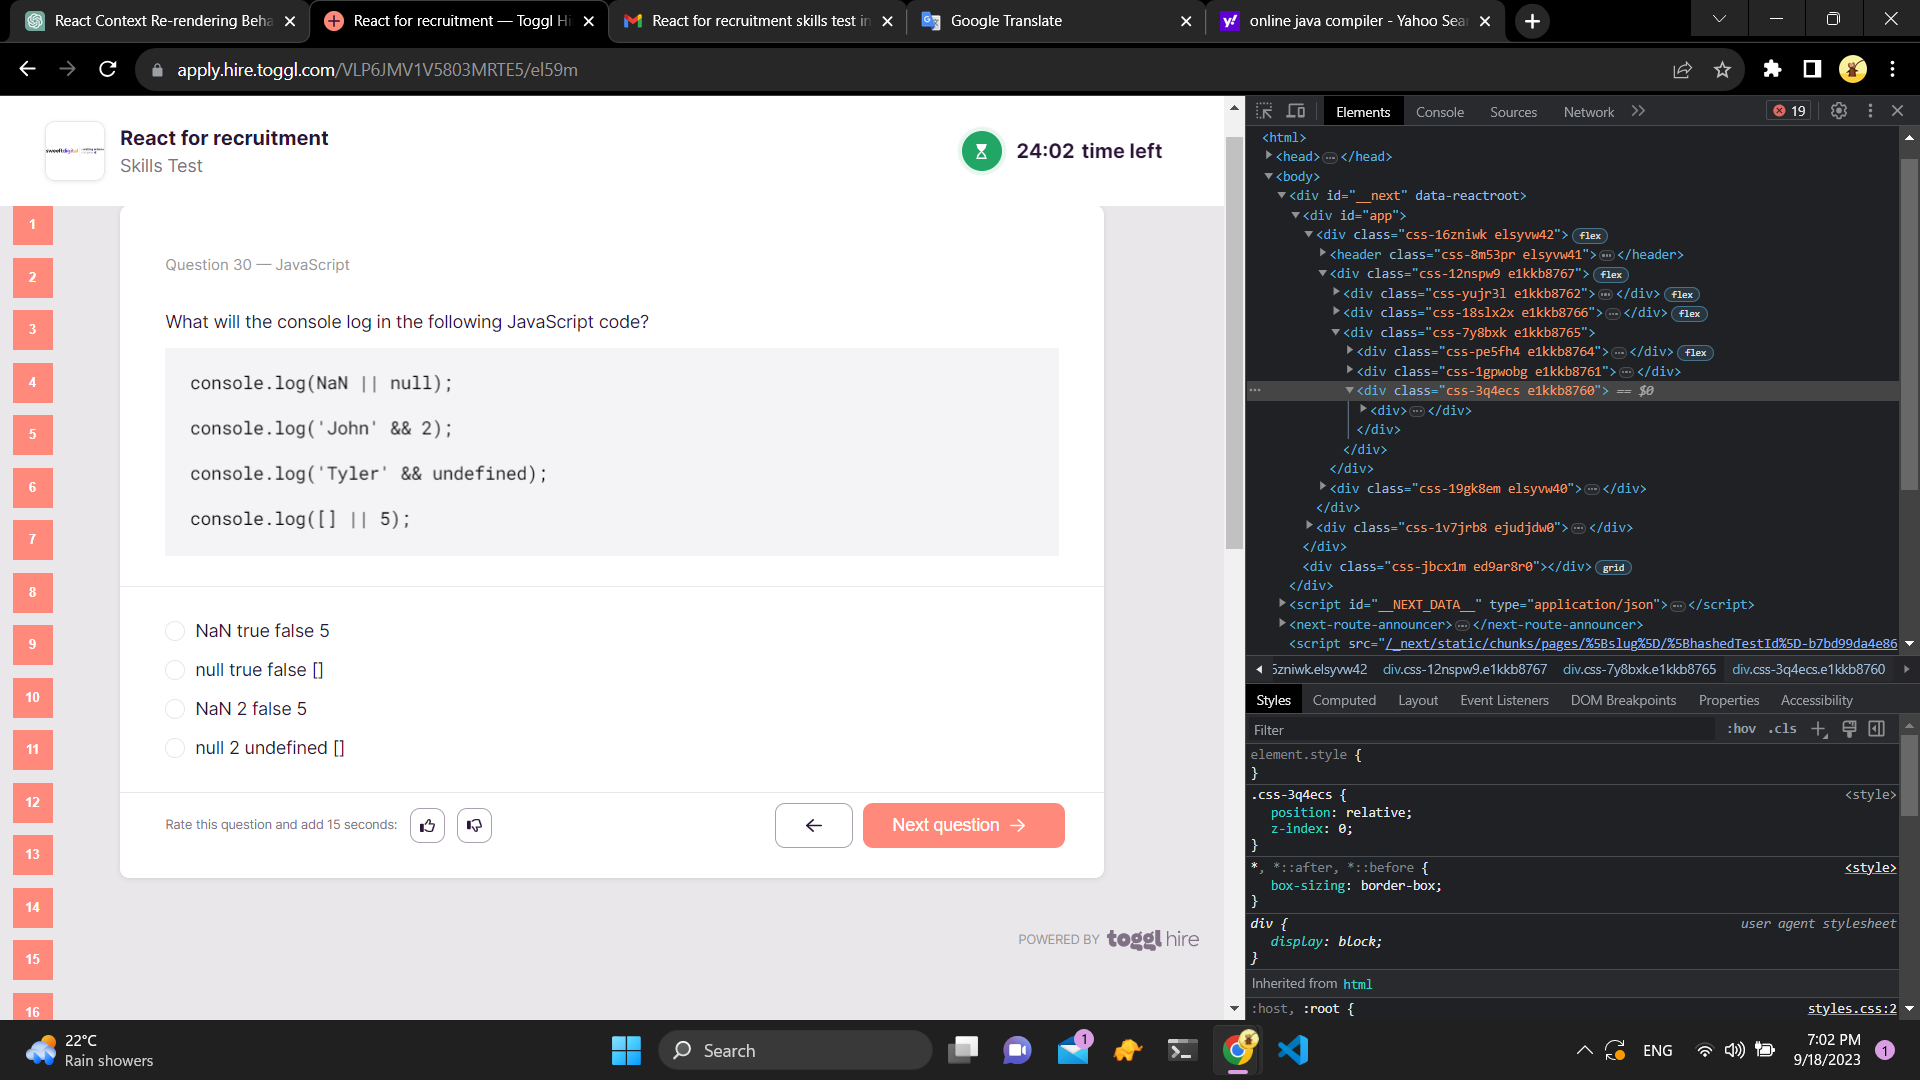 React Context Re-rendering Beha
React for recruitment — Toggl Hi
React for recruitment skills test in
Google Translate
online java compiler - Yahoo Sea
apply.hire.toggl.com/VLP6JMV1V5803MRTE5/el59m
React for recruitment
Skills Test
24:02 time left
1
2
3
4
5
6
7
8
9
10
11
12
13
14
15
16
Question 30 — JavaScript
What will the console log in the following JavaScript code?
console.log(NaN || null);
console.log('John' && 2);
console.log('Tyler' && undefined);
console.log([] || 5);
NaN true false 5
null true false []
NaN 2 false 5
null 2 undefined []
Rate this question and add 15 seconds:
Next question
POWERED BY toggl hire
Elements Console Sources Network 19
<html>
<head> </head>
<body>
<div id="__next" data-reactroot>
<div id="app">
<div class="css-16zniwk elsyvw42"> flex
<header class="css-8m53pr elsyvw41"> </header>
<div class="css-12nspw9 e1kkb8767"> flex
<div class="css-yujr3l e1kkb8762"> </div> flex
<div class="css-18slx2x e1kkb8766"> </div> flex
<div class="css-7y8bxk e1kkb8765">
<div class="css-pe5fh4 e1kkb8764"> </div> flex
<div class="css-1gpwobg e1kkb8761"> </div>
<div class="css-3q4ecs e1kkb8760"> == $0
<div> </div>
</div>
</div>
</div>
<div class="css-19gk8em elsyvw40"> </div>
</div>
<div class="css-1v7jrb8 ejudjdw0"> </div>
</div>
<div class="css-jbcx1m ed9ar8r0"></div> grid
</div>
<script id="__NEXT_DATA__" type="application/json"> </script>
<next-route-announcer> </next-route-announcer>
<script src="/_next/static/chunks/pages/%5Bslug%5D/%5BhashedTestId%5D-b7bd99da4e86
5zniwk.elsyvw42 div.css-12nspw9.e1kkb8767 div.css-7y8bxk.e1kkb8765 div.css-3q4ecs.e1kkb8760
Styles Computed Layout Event Listeners DOM Breakpoints Properties Accessibility
Filter :hov .cls
element.style {
}
.css-3q4ecs { <style>
position: relative;
z-index: 0;
}
*, *::after, *::before { <style>
box-sizing: border-box;
}
div { user agent stylesheet
display: block;
}
Inherited from html
:host, :root { styles.css:2
22°C
Rain showers
Search
1
ENG
7:02 PM
9/18/2023
1